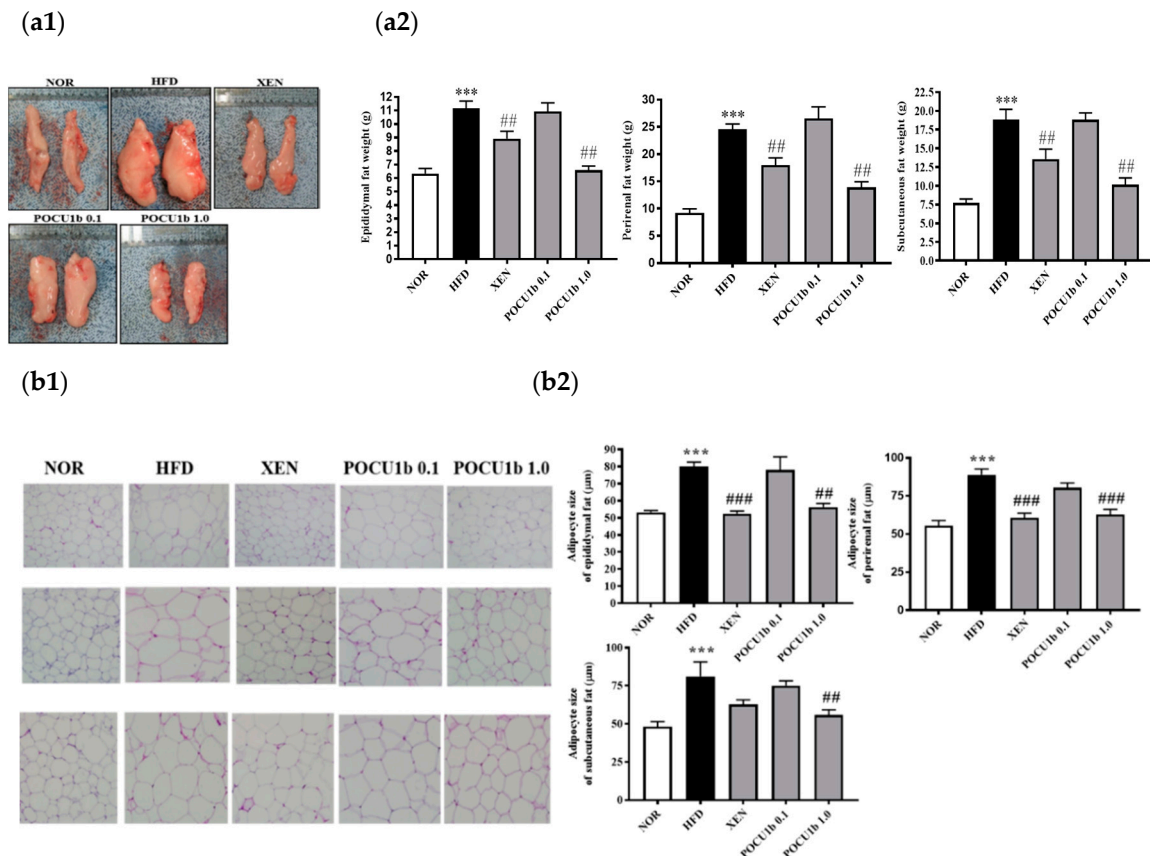 (a1)
(a2)
NOR HFD XEN
POCU1b 0.1 POCU1b 1.0
Epididymal fat weight (g)
12
11
10
9
8
7
6
5
4
3
2
1
0
***
##
##
NOR
HFD
XEN
POCU1b 0.1
POCU1b 1.0
Perirenal fat weight (g)
30
25
20
15
10
5
0
***
##
##
NOR
HFD
XEN
POCU1b 0.1
POCU1b 1.0
Subcutaneous fat weight (g)
22.5
20.0
17.5
15.0
12.5
10.0
7.5
5.0
2.5
0.0
***
##
##
NOR
HFD
XEN
POCU1b 0.1
POCU1b 1.0
(b1)
(b2)
NOR HFD XEN POCU1b 0.1 POCU1b 1.0
Adipocyte size
of epididymal fat (μm)
90
80
70
60
50
40
30
20
10
0
***
###
##
NOR
HFD
XEN
POCU1b 0.1
POCU1b 1.0
Adipocyte size
of perirenal fat (μm)
100
75
50
25
0
***
###
###
NOR
HFD
XEN
POCU1b 0.1
POCU1b 1.0
Adipocyte size
of subcutaneous fat (μm)
100
75
50
25
0
***
##
NOR
HFD
XEN
POCU1b 0.1
POCU1b 1.0